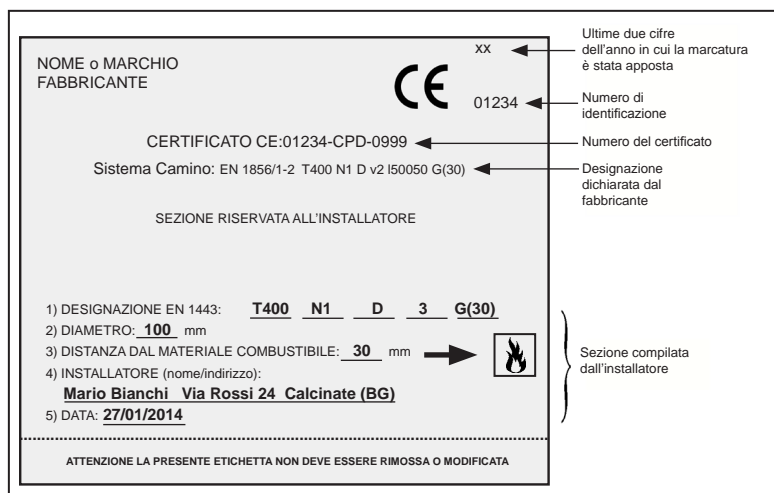 NOME o MARCHIO
FABBRICANTE
CE
xx
Ultime due cifre
dell'anno in cui la marcatura
è stata apposta
01234
Numero di
identificazione
CERTIFICATO CE:01234-CPD-0999
Numero del certificato
Sistema Camino: EN 1856/1-2 T400 N1 D v2 l50050 G(30)
Designazione
dichiarata dal
fabbricante
SEZIONE RISERVATA ALL'INSTALLATORE
1) DESIGNAZIONE EN 1443: T400 N1 D 3 G(30)
2) DIAMETRO: 100 mm
3) DISTANZA DAL MATERIALE COMBUSTIBILE: 30 mm
4) INSTALLATORE (nome/indirizzo):
Mario Bianchi Via Rossi 24 Calcinate (BG)
5) DATA: 27/01/2014
Sezione compilata
dall'installatore
ATTENZIONE LA PRESENTE ETICHETTA NON DEVE ESSERE RIMOSSA O MODIFICATA